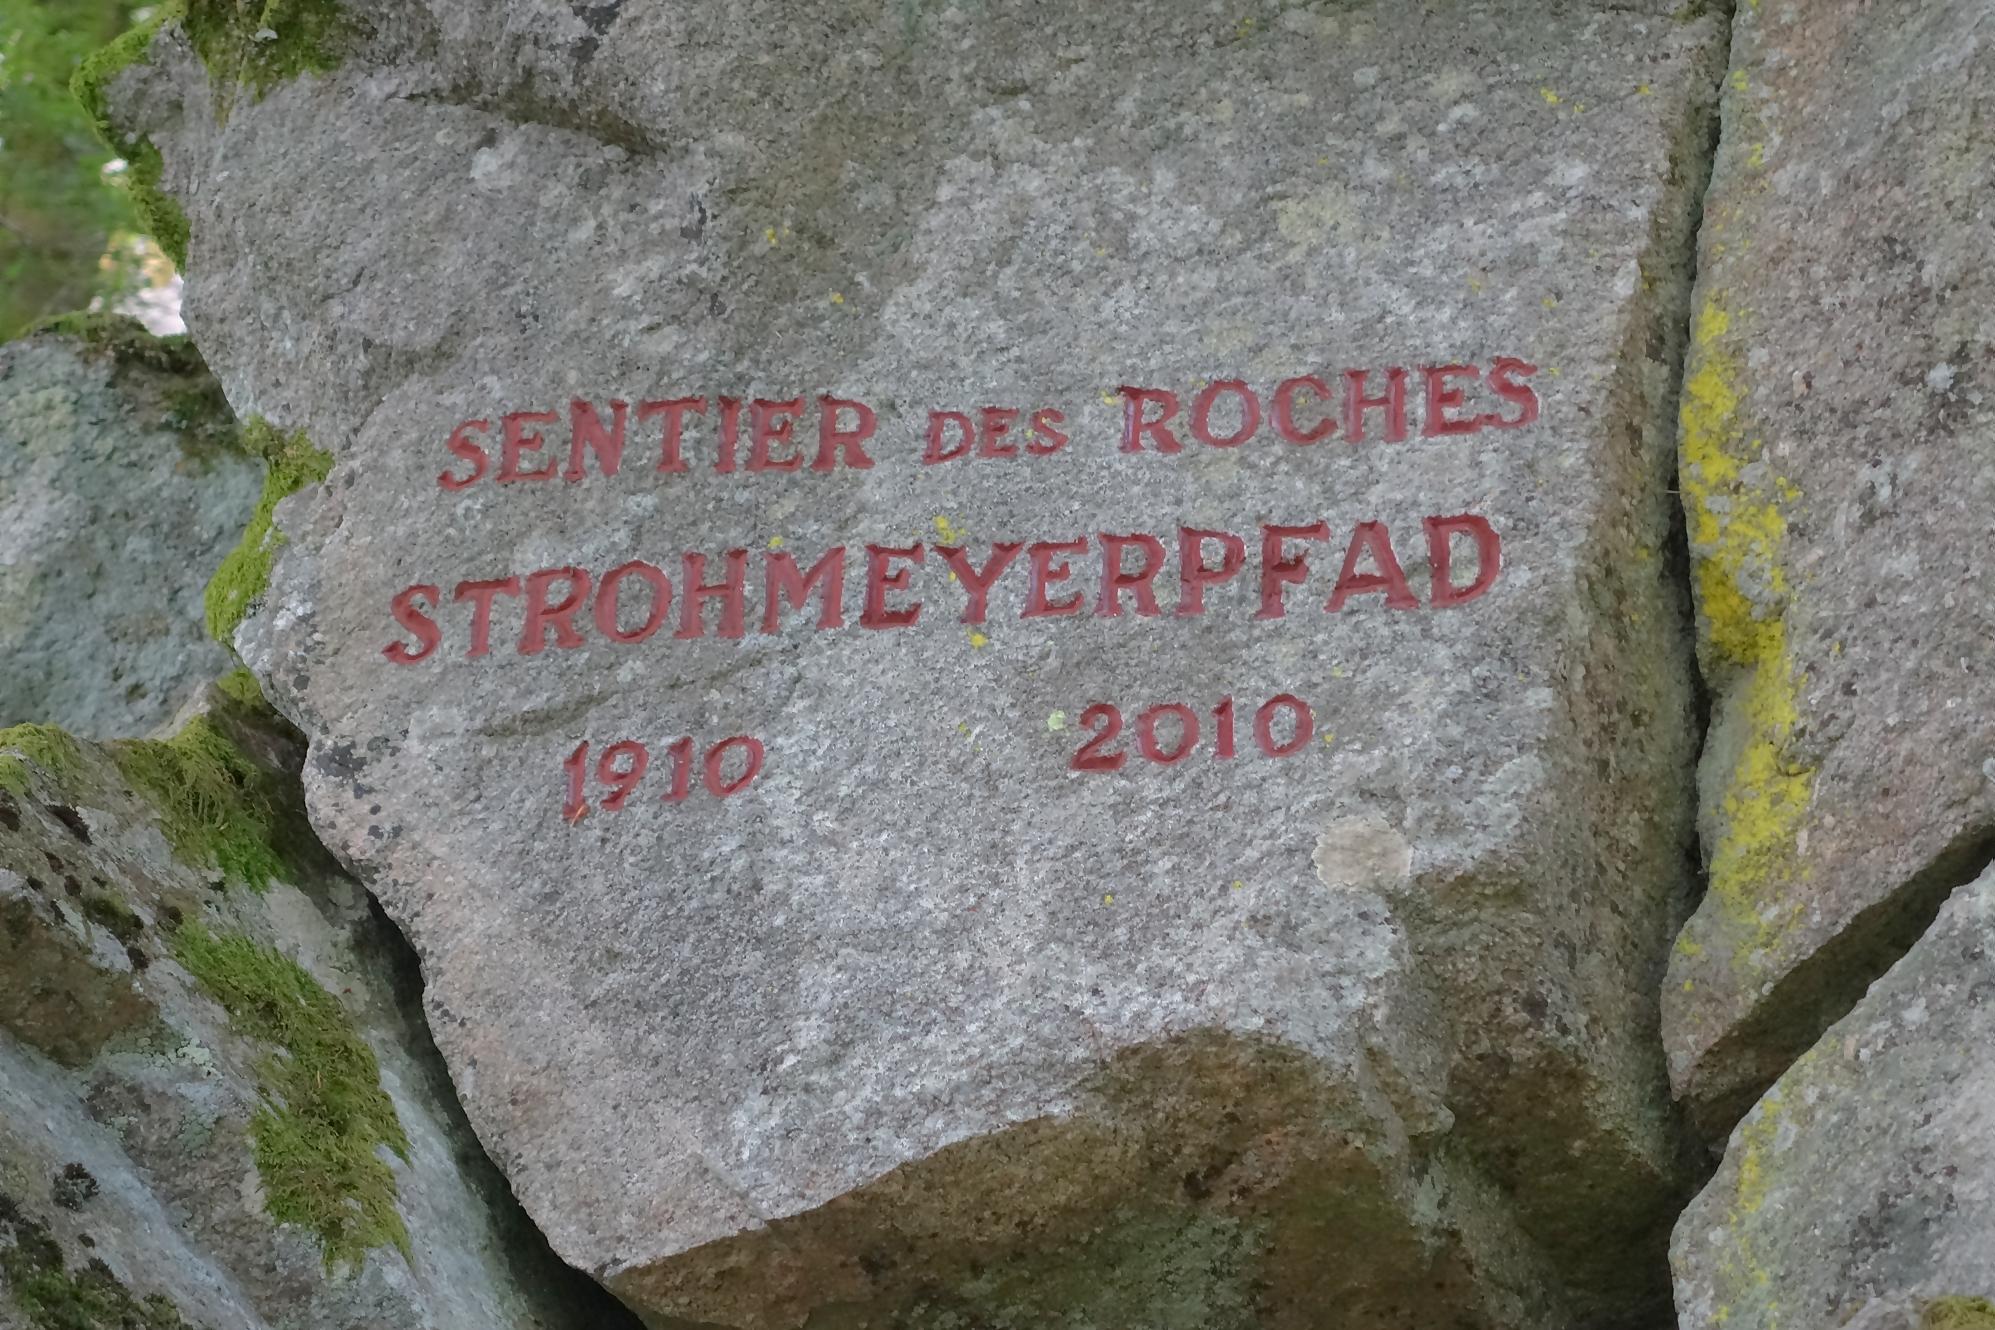 SENTIER DES ROCHES
STROHMEYERPFAD
1910 2010